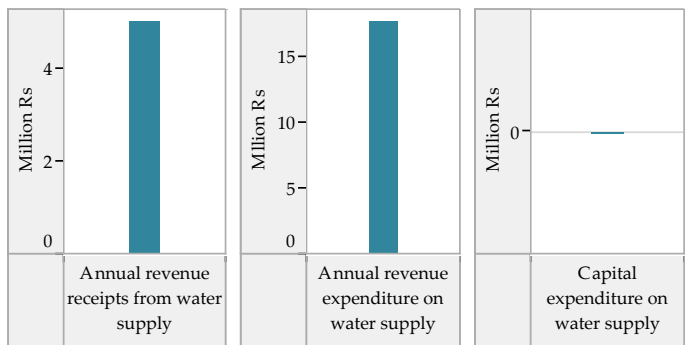 Million Rs
4
2
0
Annual revenue
receipts from water
supply
Mllion Rs
15
10
5
0
Annual revenue
expenditure on
water supply
Million Rs
0
Capital
expenditure on
water supply